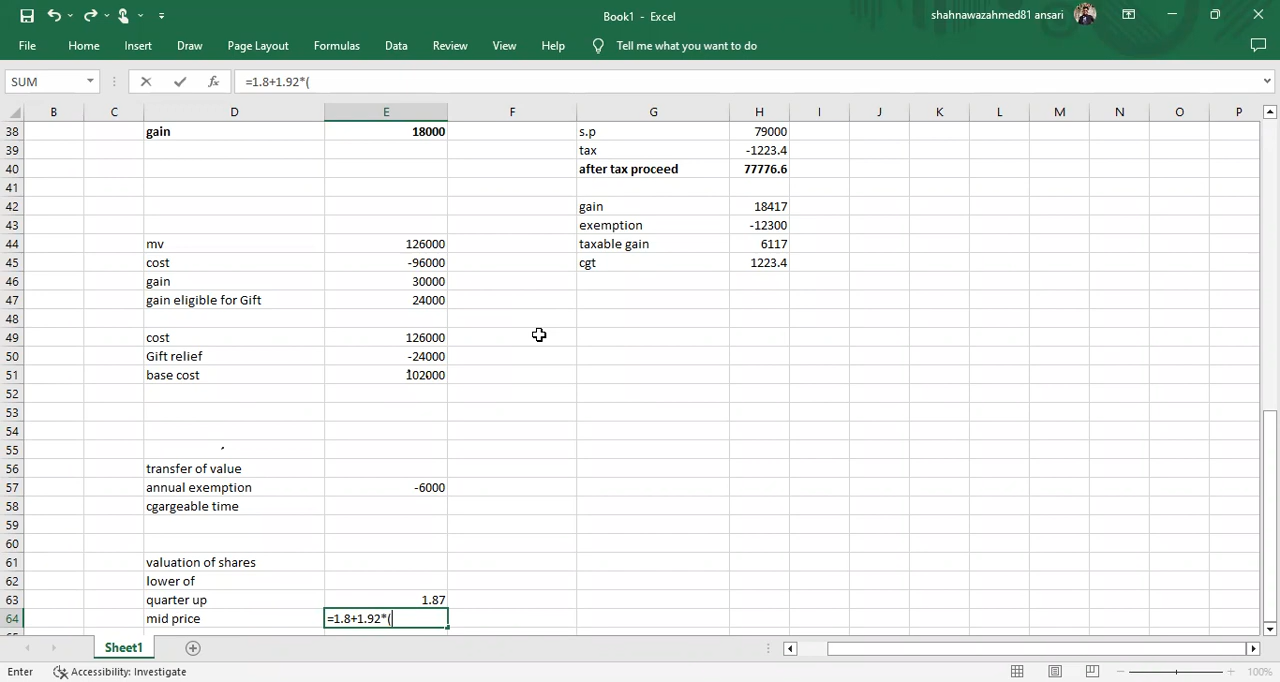 Book1 - Excel
shahnawazahmed81 ansari
File Home Insert Draw Page Layout Formulas Data Review View Help Tell me what you want to do
SUM fx =1.8+1.92*(
B C D E F G H I J K L M N O P
38 gain 18000 s.p 79000
39 tax -1223.4
40 after tax proceed 77776.6
41
42 gain 18417
43 exemption -12300
44 mv 126000 taxable gain 6117
45 cost -96000 cgt 1223.4
46 gain 30000
47 gain eligible for Gift 24000
48
49 cost 126000
50 Gift relief -24000
51 base cost 102000
52
53
54
55
56 transfer of value
57 annual exemption -6000
58 cgargeable time
59
60
61 valuation of shares
62 lower of
63 quarter up 1.87
64 mid price =1.8+1.92*(
Sheet1
Enter Accessibility: Investigate 100%